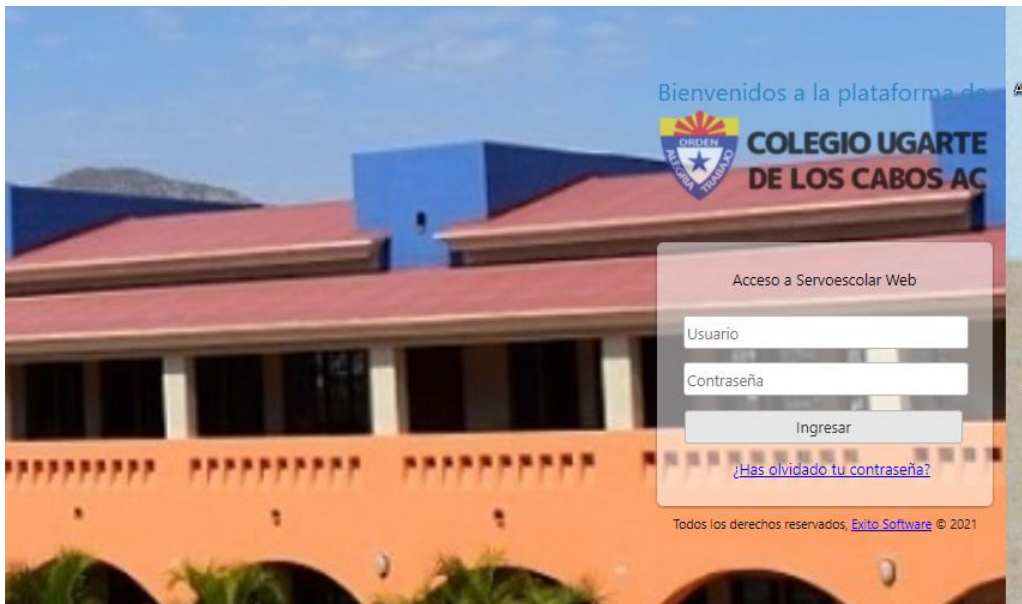 Bienvenidos a la plataforma de
ORDEN
ALEGRIA TRABAJO
COLEGIO UGARTE
DE LOS CABOS AC
Acceso a Servoescolar Web
Usuario
Contraseña
Ingresar
¿Has olvidado tu contraseña?
Todos los derechos reservados, Exito Software © 2021